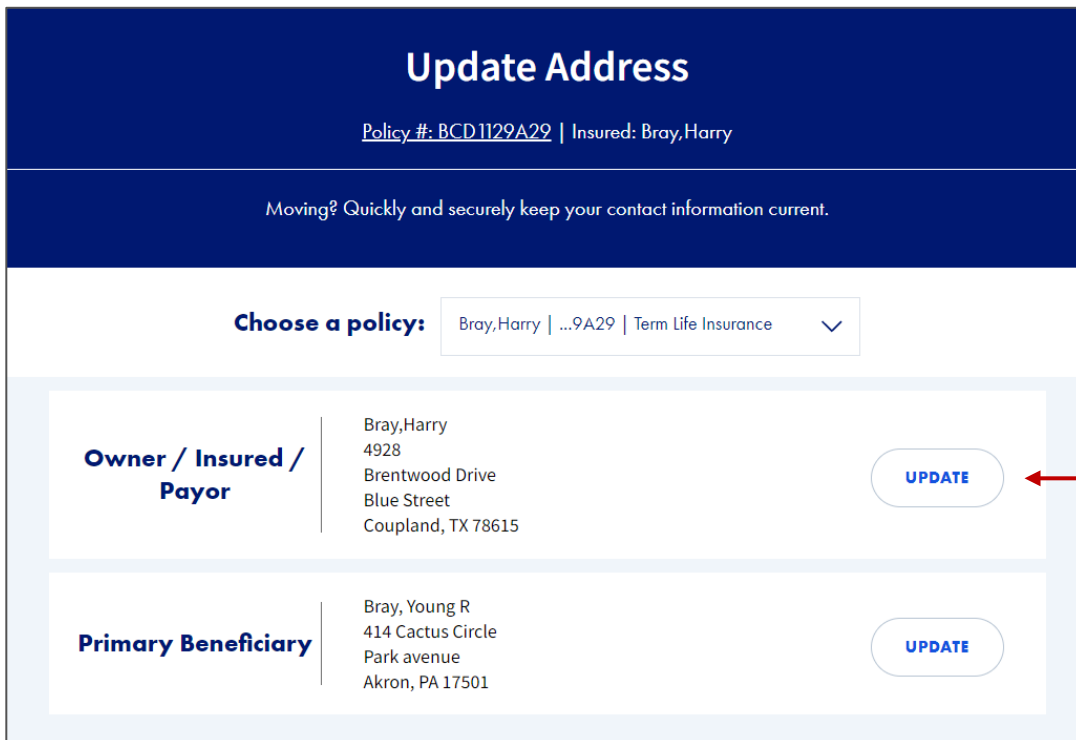 Update Address
Policy #: BCD1129A29 | Insured: Bray,Harry
Moving? Quickly and securely keep your contact information current.
Choose a policy: Bray,Harry | ...9A29 | Term Life Insurance
Owner / Insured /
Payor
Bray,Harry
4928
Brentwood Drive
Blue Street
Coupland, TX 78615
UPDATE
Primary Beneficiary
Bray, Young R
414 Cactus Circle
Park avenue
Akron, PA 17501
UPDATE